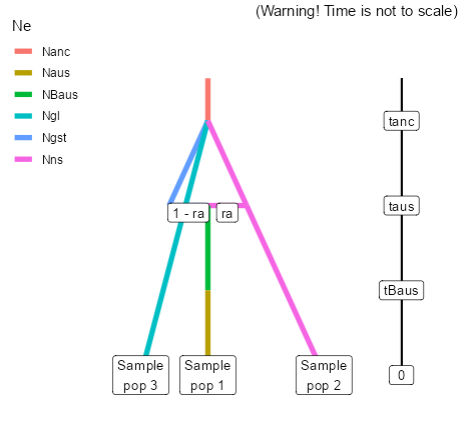 (Warning! Time is not to scale)
Ne
Nanc
Naus
NBaus
Ngl
Ngst
Nns
tanc
taus
1 - ra
ra
tBaus
Sample
pop 3
Sample
pop 1
Sample
pop 2
0